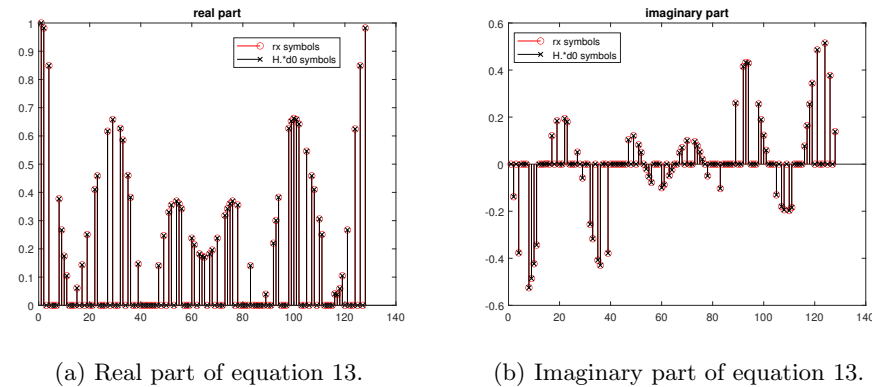 real part
rx symbols
H.*d0 symbols
1
0.9
0.8
0.7
0.6
0.5
0.4
0.3
0.2
0.1
0
0 20 40 60 80 100 120 140
imaginary part
rx symbols
H.*d0 symbols
0.6
0.4
0.2
0
-0.2
-0.4
-0.6
0 20 40 60 80 100 120 140
(a) Real part of equation 13.
(b) Imaginary part of equation 13.